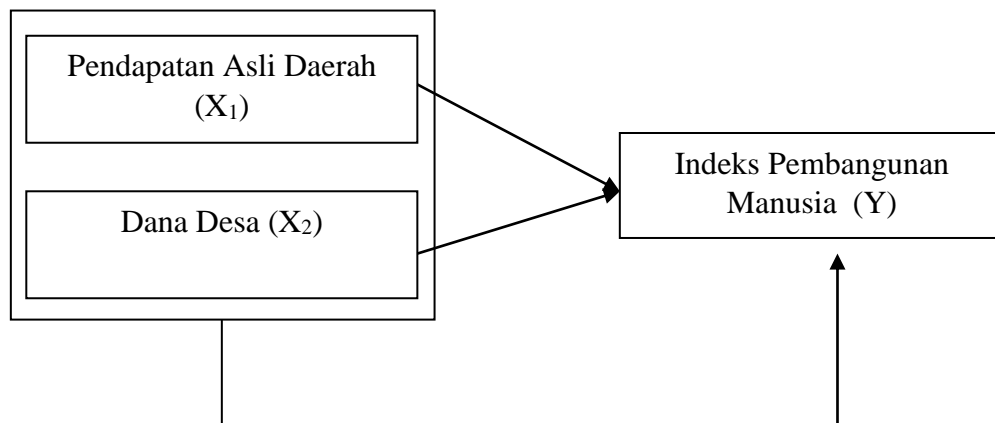 Pendapatan Asli Daerah
(X₁)
Dana Desa (X₂)
Indeks Pembangunan
Manusia (Y)